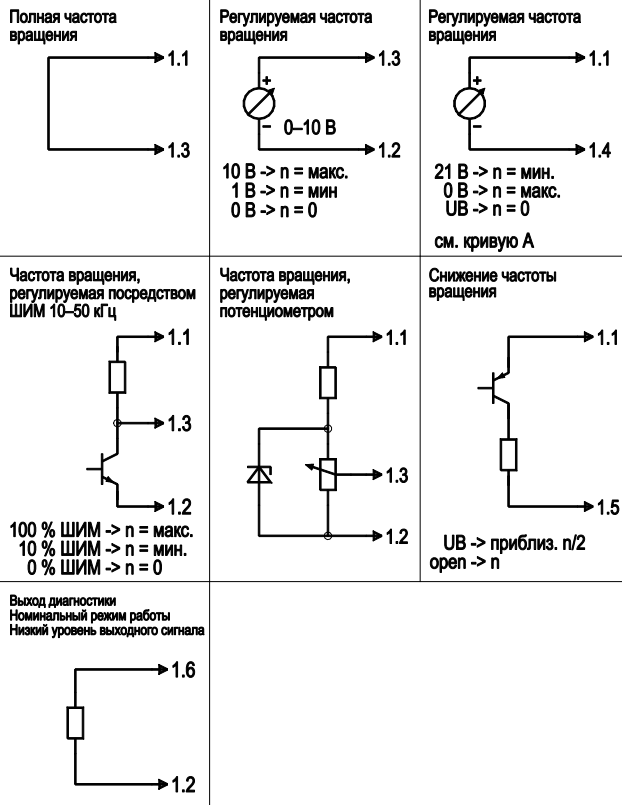 Полная частота
вращения
1.1
1.3
Регулируемая частота
вращения
1.3
+
–
0–10 В
1.2
10 В -> n = макс.
1 В -> n = мин
0 В -> n = 0
Регулируемая частота
вращения
1.1
+
–
1.4
21 В -> n = мин.
0 В -> n = макс.
UB -> n = 0
см. кривую А
Частота вращения,
регулируемая посредством
ШИМ 10–50 кГц
1.1
1.3
1.2
100 % ШИМ -> n = макс.
10 % ШИМ -> n = мин.
0 % ШИМ -> n = 0
Частота вращения,
регулируемая
потенциометром
1.1
1.3
1.2
Снижение частоты
вращения
1.1
1.5
UB -> приблиз. n/2
open -> n
Выход диагностики
Номинальный режим работы
Низкий уровень выходного сигнала
1.6
1.2